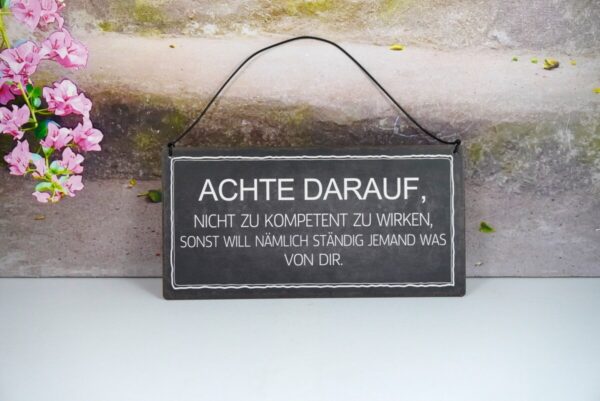 ACHTE DARAUF,
NICHT ZU KOMPETENT ZU WIRKEN,
SONST WILL NÄMLICH STÄNDIG JEMAND WAS
VON DIR.